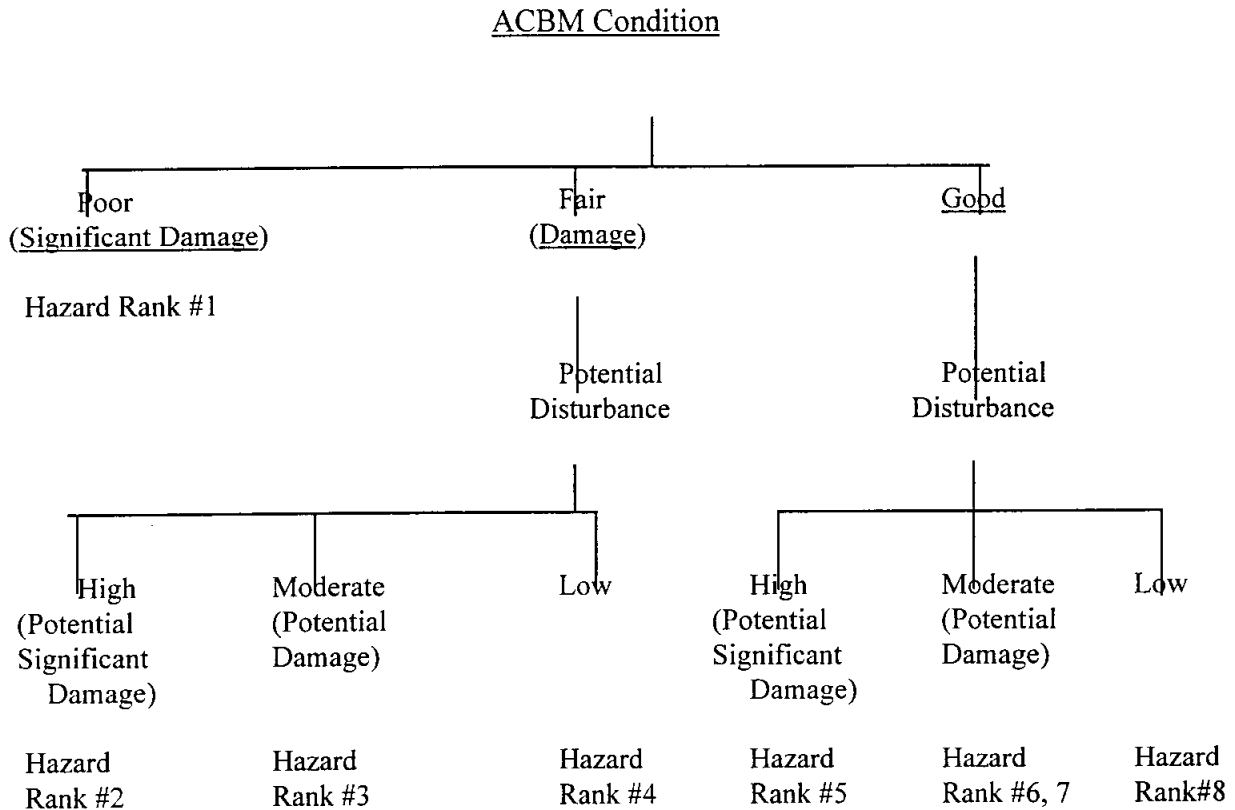 ACBM Condition
Poor
(Significant Damage)
Hazard Rank #1
Fair
(Damage)
Good
Potential
Disturbance
Potential
Disturbance
High
(Potential
Significant
Damage)
Hazard
Rank #2
Moderate
(Potential
Damage)
Hazard
Rank #3
Low
Hazard
Rank #4
High
(Potential
Significant
Damage)
Hazard
Rank #5
Moderate
(Potential
Damage)
Hazard
Rank #6, 7
Low
Hazard
Rank#8